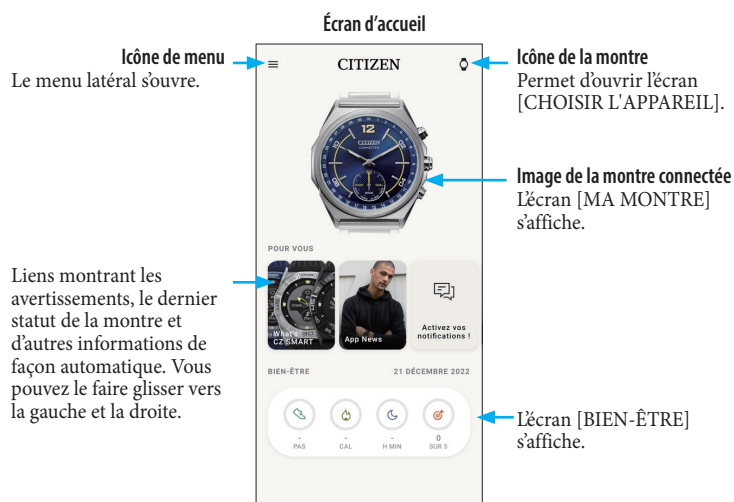 Écran d'accueil
Icône de menu
Le menu latéral s'ouvre.
CITIZEN
Icône de la montre
Permet d'ouvrir l'écran
[CHOISIR L'APPAREIL].
12
CITIZEN
CONNECTED
Image de la montre connectée
L'écran [MA MONTRE]
s'affiche.
POUR VOUS
Liens montrant les
avertissements, le dernier
statut de la montre et
d'autres informations de
façon automatique. Vous
pouvez le faire glisser vers
la gauche et la droite.
What's
CZ SMART
App News
Activez vos
notifications !
BIEN-ÊTRE
21 DÉCEMBRE 2022
- - - 0
PAS CAL H MIN SUR 5
L'écran [BIEN-ÊTRE]
s'affiche.